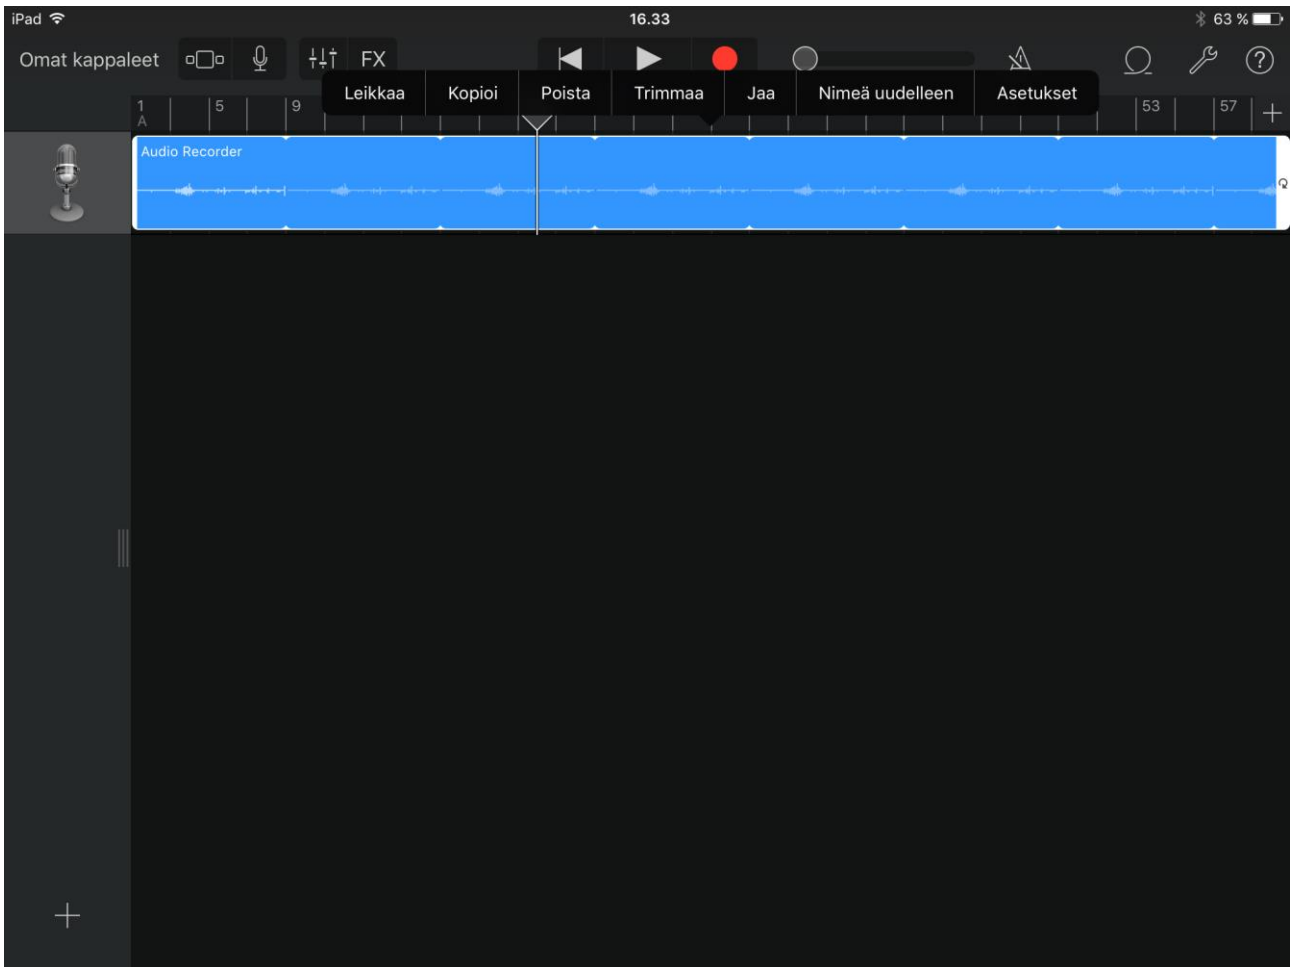 iPad 16.33 63 %
Omat kappaleet FX
Leikkaa Kopioi Poista Trimmaa Jaa Nimeä uudelleen Asetukset
1 5 9 53 57
A
Audio Recorder